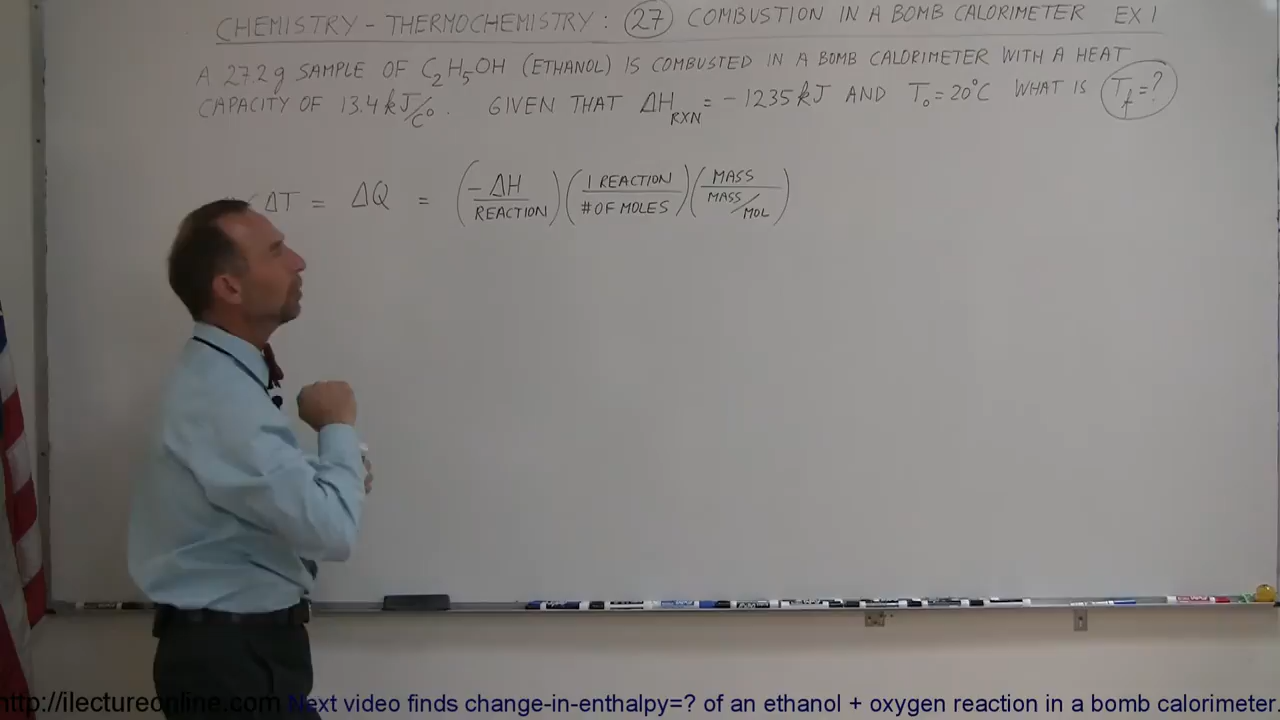 CHEMISTRY - THERMOCHEMISTRY: 27 COMBUSTION IN A BOMB CALORIMETER EX 1
A 27.2g SAMPLE OF C₂H₅OH (ETHANOL) IS COMBUSTED IN A BOMB CALORIMETER WITH A HEAT
CAPACITY OF 13.4 kJ/C°. GIVEN THAT ΔH_RXN = -1235 kJ AND T₀ = 20°C WHAT IS T_f = ?
ΔT = ΔQ = (-ΔH / REACTION) (1 REACTION / # OF MOLES) (MASS / MASS/MOL)
http://ilectureonline.com Next video finds change-in-enthalpy=? of an ethanol + oxygen reaction in a bomb calorimeter.